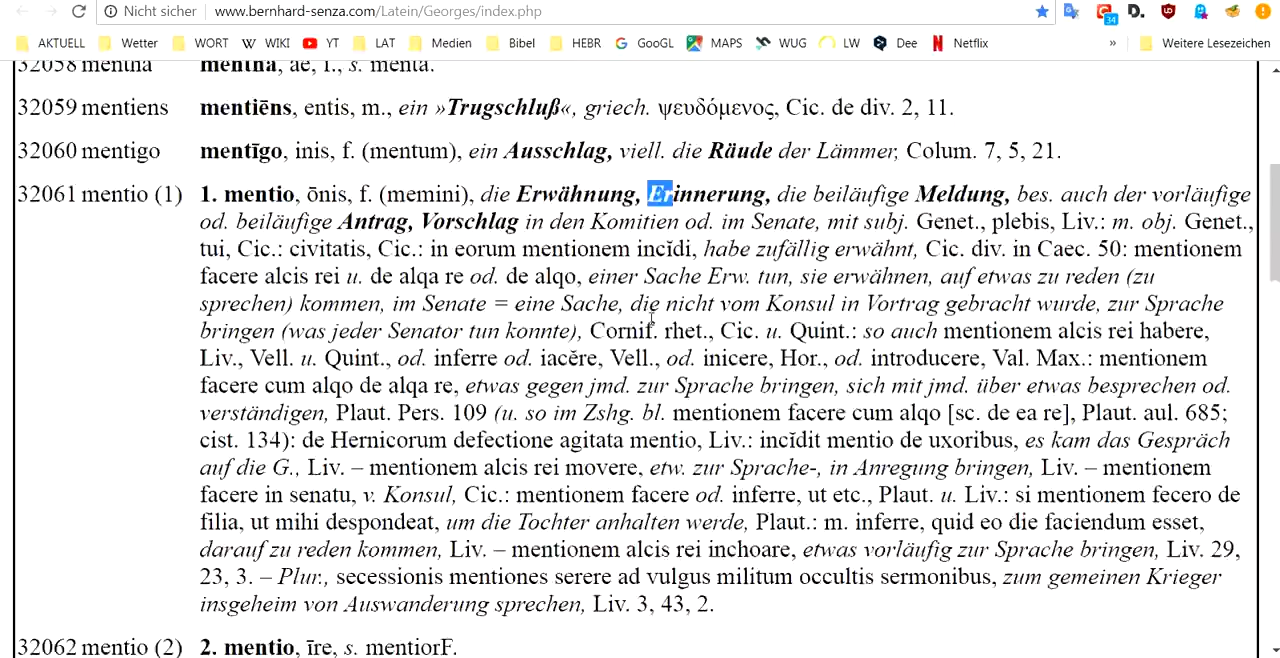 Nicht sicher | www.bernhard-senza.com/Latein/Georges/index.php
34
AKTUELL Wetter WORT WIKI YT LAT Medien Bibel HEBR GooGL MAPS WUG LW Dee Netflix » Weitere Lesezeichen
32058 mentha mentha, ae, f., s. menta.
32059 mentiens mentiēns, entis, m., ein »Trugschluß«, griech. ψευδόμενος, Cic. de div. 2, 11.
32060 mentigo mentīgo, inis, f. (mentum), ein Ausschlag, viell. die Räude der Lämmer, Colum. 7, 5, 21.
32061 mentio (1) 1. mentio, ōnis, f. (memini), die Erwähnung, Erinnerung, die beiläufige Meldung, bes. auch der vorläufige
od. beiläufige Antrag, Vorschlag in den Komitien od. im Senate, mit subj. Genet., plebis, Liv.: m. obj. Genet.,
tui, Cic.: civitatis, Cic.: in eorum mentionem incĭdi, habe zufällig erwähnt, Cic. div. in Caec. 50: mentionem
facere alcis rei u. de alqa re od. de alqo, einer Sache Erw. tun, sie erwähnen, auf etwas zu reden (zu
sprechen) kommen, im Senate = eine Sache, die nicht vom Konsul in Vortrag gebracht wurde, zur Sprache
bringen (was jeder Senator tun konnte), Cornif. rhet., Cic. u. Quint.: so auch mentionem alcis rei habere,
Liv., Vell. u. Quint., od. inferre od. iacĕre, Vell., od. inicere, Hor., od. introducere, Val. Max.: mentionem
facere cum alqo de alqa re, etwas gegen jmd. zur Sprache bringen, sich mit jmd. über etwas besprechen od.
verständigen, Plaut. Pers. 109 (u. so im Zshg. bl. mentionem facere cum alqo [sc. de ea re], Plaut. aul. 685;
cist. 134): de Hernicorum defectione agitata mentio, Liv.: incĭdit mentio de uxoribus, es kam das Gespräch
auf die G., Liv. – mentionem alcis rei movere, etw. zur Sprache-, in Anregung bringen, Liv. – mentionem
facere in senatu, v. Konsul, Cic.: mentionem facere od. inferre, ut etc., Plaut. u. Liv.: si mentionem fecero de
filia, ut mihi despondeat, um die Tochter anhalten werde, Plaut.: m. inferre, quid eo die faciendum esset,
darauf zu reden kommen, Liv. – mentionem alcis rei inchoare, etwas vorläufig zur Sprache bringen, Liv. 29,
23, 3. – Plur., secessionis mentiones serere ad vulgus militum occultis sermonibus, zum gemeinen Krieger
insgeheim von Auswanderung sprechen, Liv. 3, 43, 2.
32062 mentio (2) 2. mentio, īre, s. mentiorF.